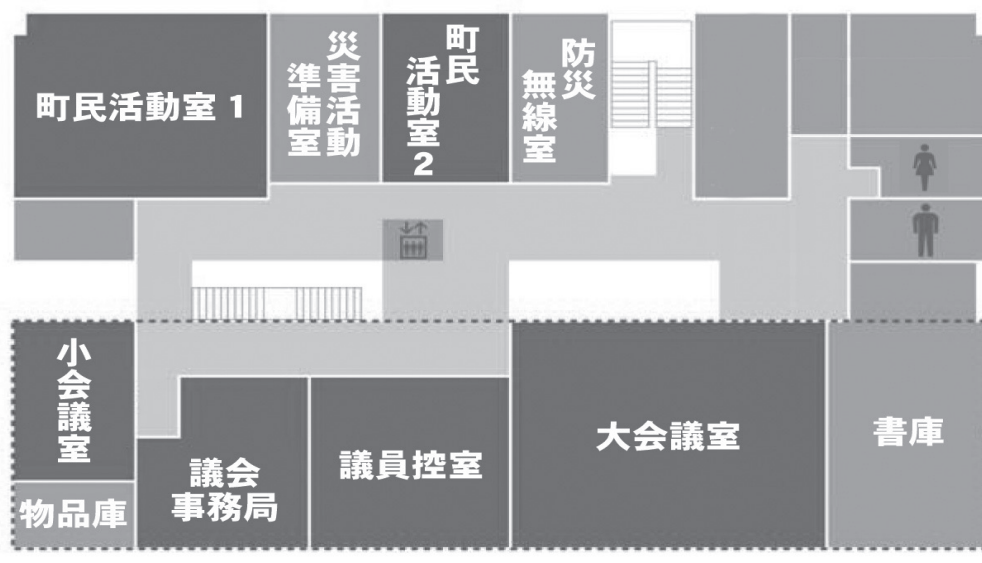 町民活動室 1
災害活動
準備室
町民
活動室2
防災
無線室
小会議室
物品庫
議会
事務局
議員控室
大会議室
書庫